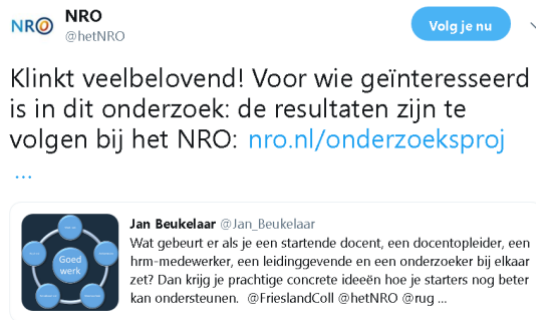 NRO
NRO
@hetNRO
Volg je nu
Klinkt veelbelovend! Voor wie geïnteresseerd
is in dit onderzoek: de resultaten zijn te
volgen bij het NRO: nro.nl/onderzoeksproj
...
Goed
werk
Jan Beukelaar @Jan_Beukelaar
Wat gebeurt er als je een startende docent, een docentopleider, een
hrm-medewerker, een leidinggevende en een onderzoeker bij elkaar
zet? Dan krijg je prachtige concrete ideeën hoe je starters nog beter
kan ondersteunen. @FrieslandColl @hetNRO @rug ...